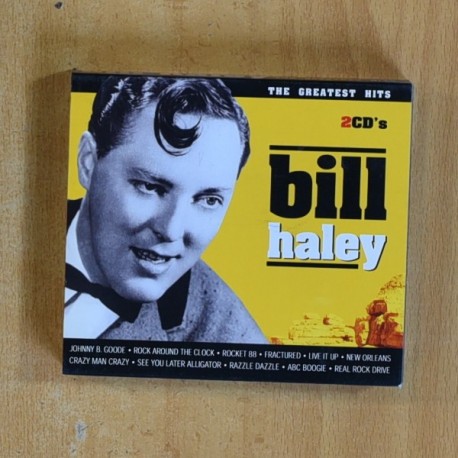 THE GREATEST HITS
2CD's
bill
haley
JOHNNY B. GOODE • ROCK AROUND THE CLOCK • ROCKET 88 • FRACTURED • LIVE IT UP • NEW ORLEANS
CRAZY MAN CRAZY • SEE YOU LATER ALLIGATOR • RAZZLE DAZZLE • ABC BOOGIE • REAL ROCK DRIVE